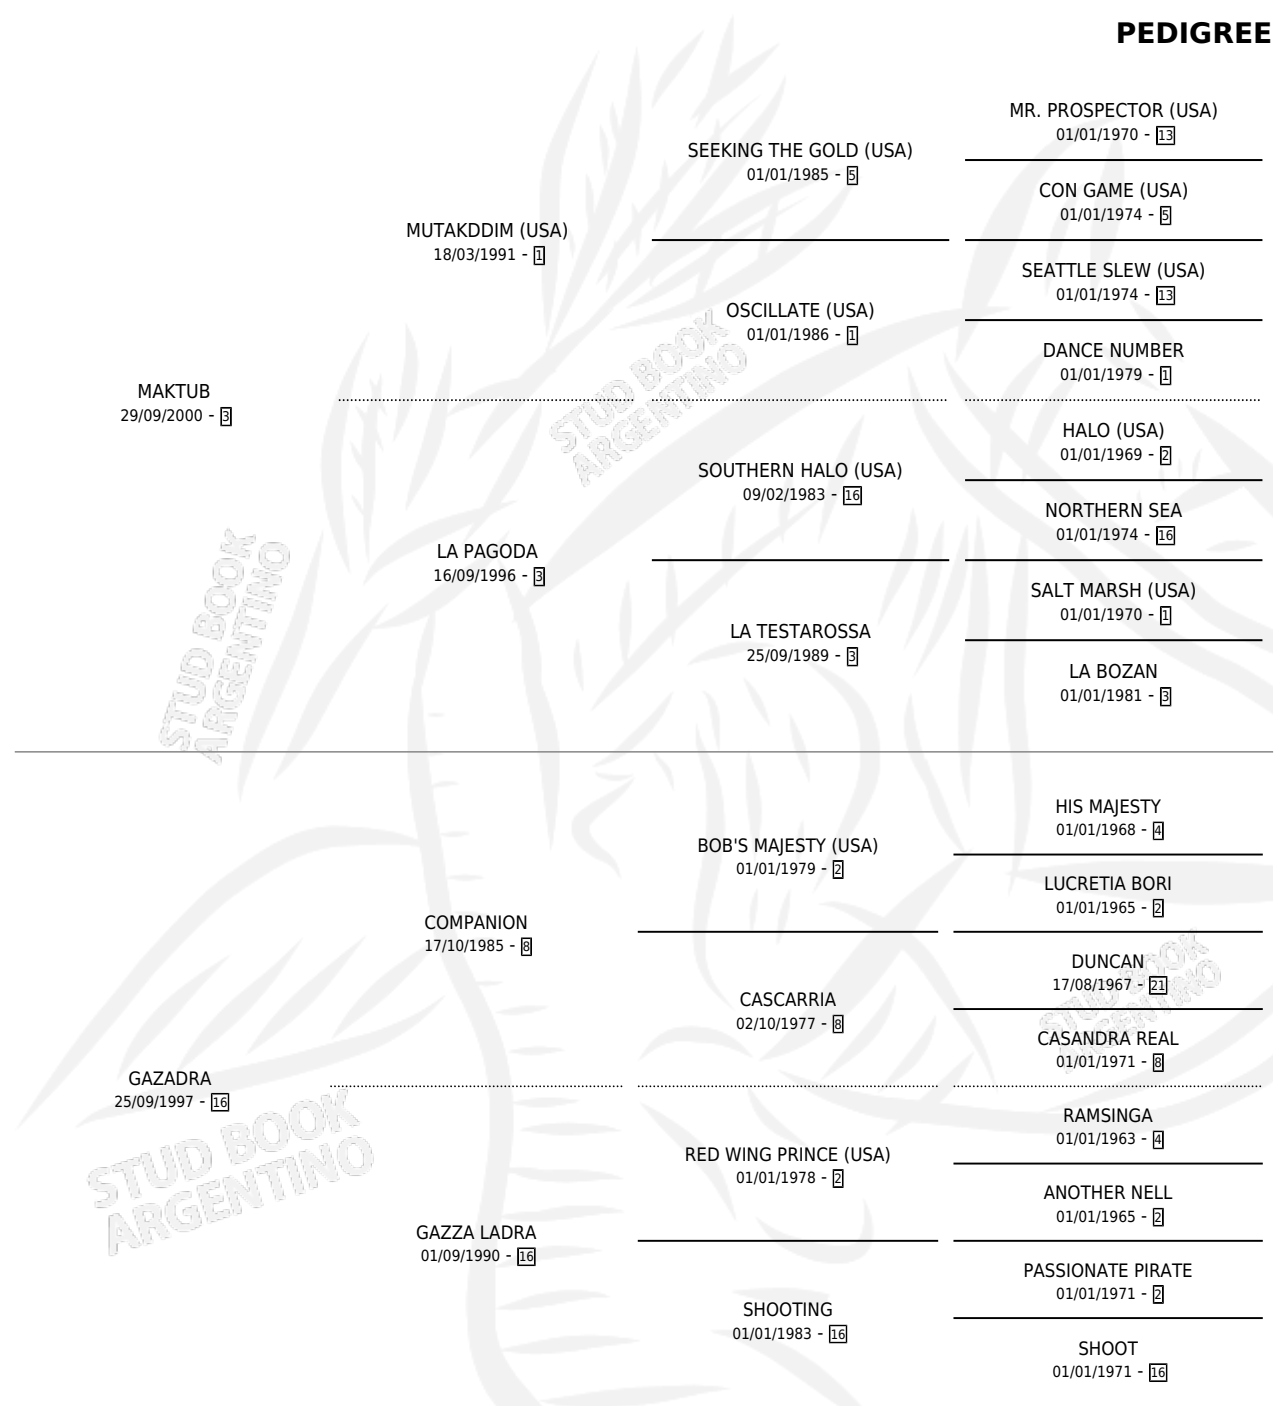 PEDIGREE
MR. PROSPECTOR (USA)
01/01/1970 - 13
SEEKING THE GOLD (USA)
01/01/1985 - 5
CON GAME (USA)
01/01/1974 - 5
MUTAKDDIM (USA)
18/03/1991 - 1
SEATTLE SLEW (USA)
01/01/1974 - 13
OSCILLATE (USA)
01/01/1986 - 1
DANCE NUMBER
01/01/1979 - 1
MAKTUB
29/09/2000 - 3
HALO (USA)
01/01/1969 - 2
SOUTHERN HALO (USA)
09/02/1983 - 16
NORTHERN SEA
01/01/1974 - 16
LA PAGODA
16/09/1996 - 3
SALT MARSH (USA)
01/01/1970 - 1
LA TESTAROSSA
25/09/1989 - 3
LA BOZAN
01/01/1981 - 3
HIS MAJESTY
01/01/1968 - 4
BOB'S MAJESTY (USA)
01/01/1979 - 2
LUCRETIA BORI
01/01/1965 - 2
COMPANION
17/10/1985 - 8
DUNCAN
17/08/1967 - 21
CASCARRIA
02/10/1977 - 8
CASANDRA REAL
01/01/1971 - 8
GAZADRA
25/09/1997 - 16
RAMSINGA
01/01/1963 - 4
RED WING PRINCE (USA)
01/01/1978 - 2
ANOTHER NELL
01/01/1965 - 2
GAZZA LADRA
01/09/1990 - 16
PASSIONATE PIRATE
01/01/1971 - 2
SHOOTING
01/01/1983 - 16
SHOOT
01/01/1971 - 16
STUD BOOK
ARGENTINO
STUD BOOK
ARGENTINO
STUD BOOK
ARGENTINO
STUD BOOK
ARGENTINO